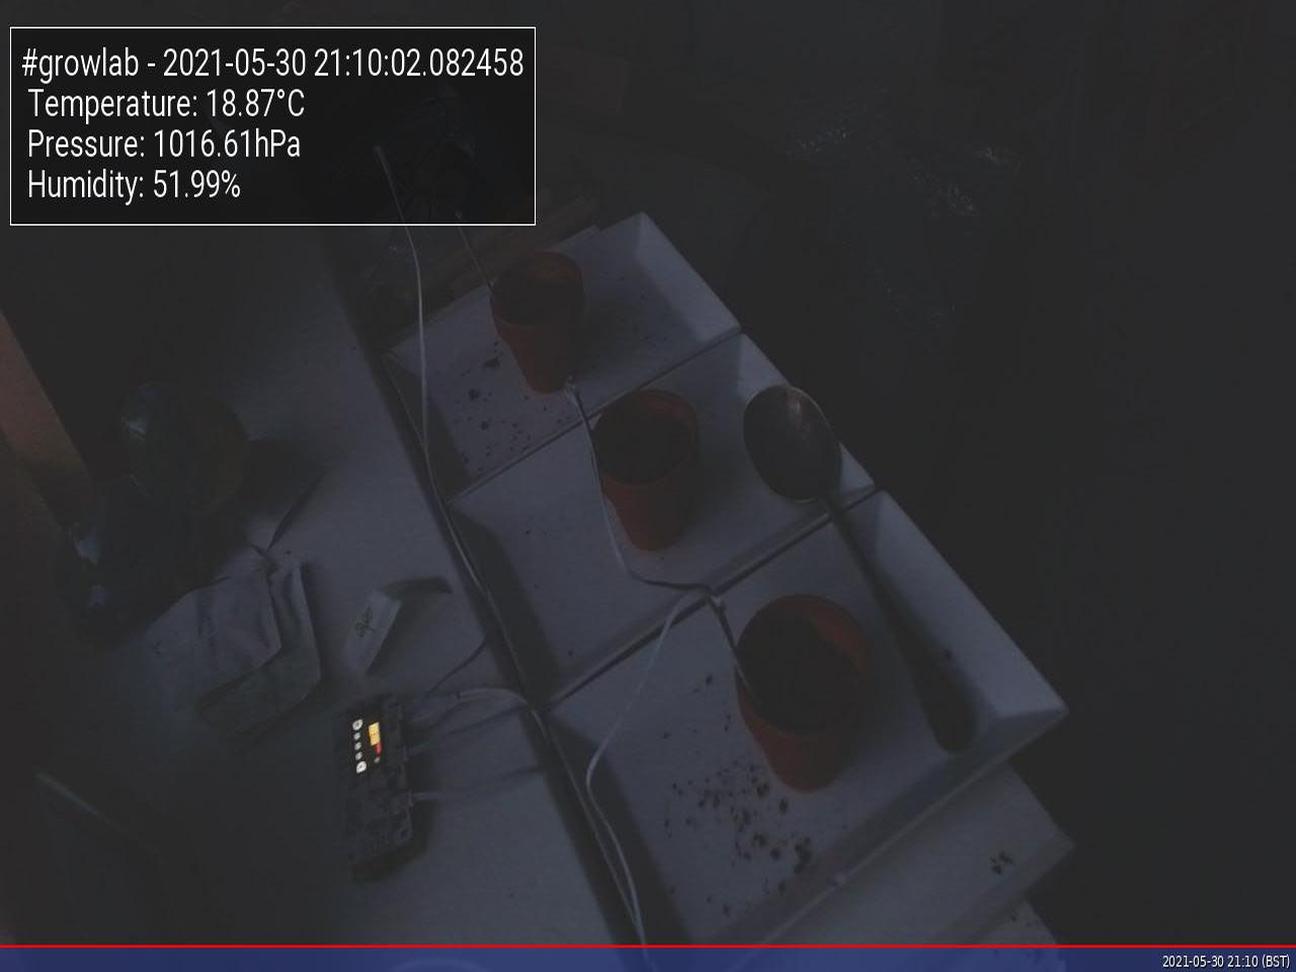 #growlab - 2021-05-30 21:10:02.082458
Temperature: 18.87°C
Pressure: 1016.61hPa
Humidity: 51.99%
2021-05-30 21:10 (BST)